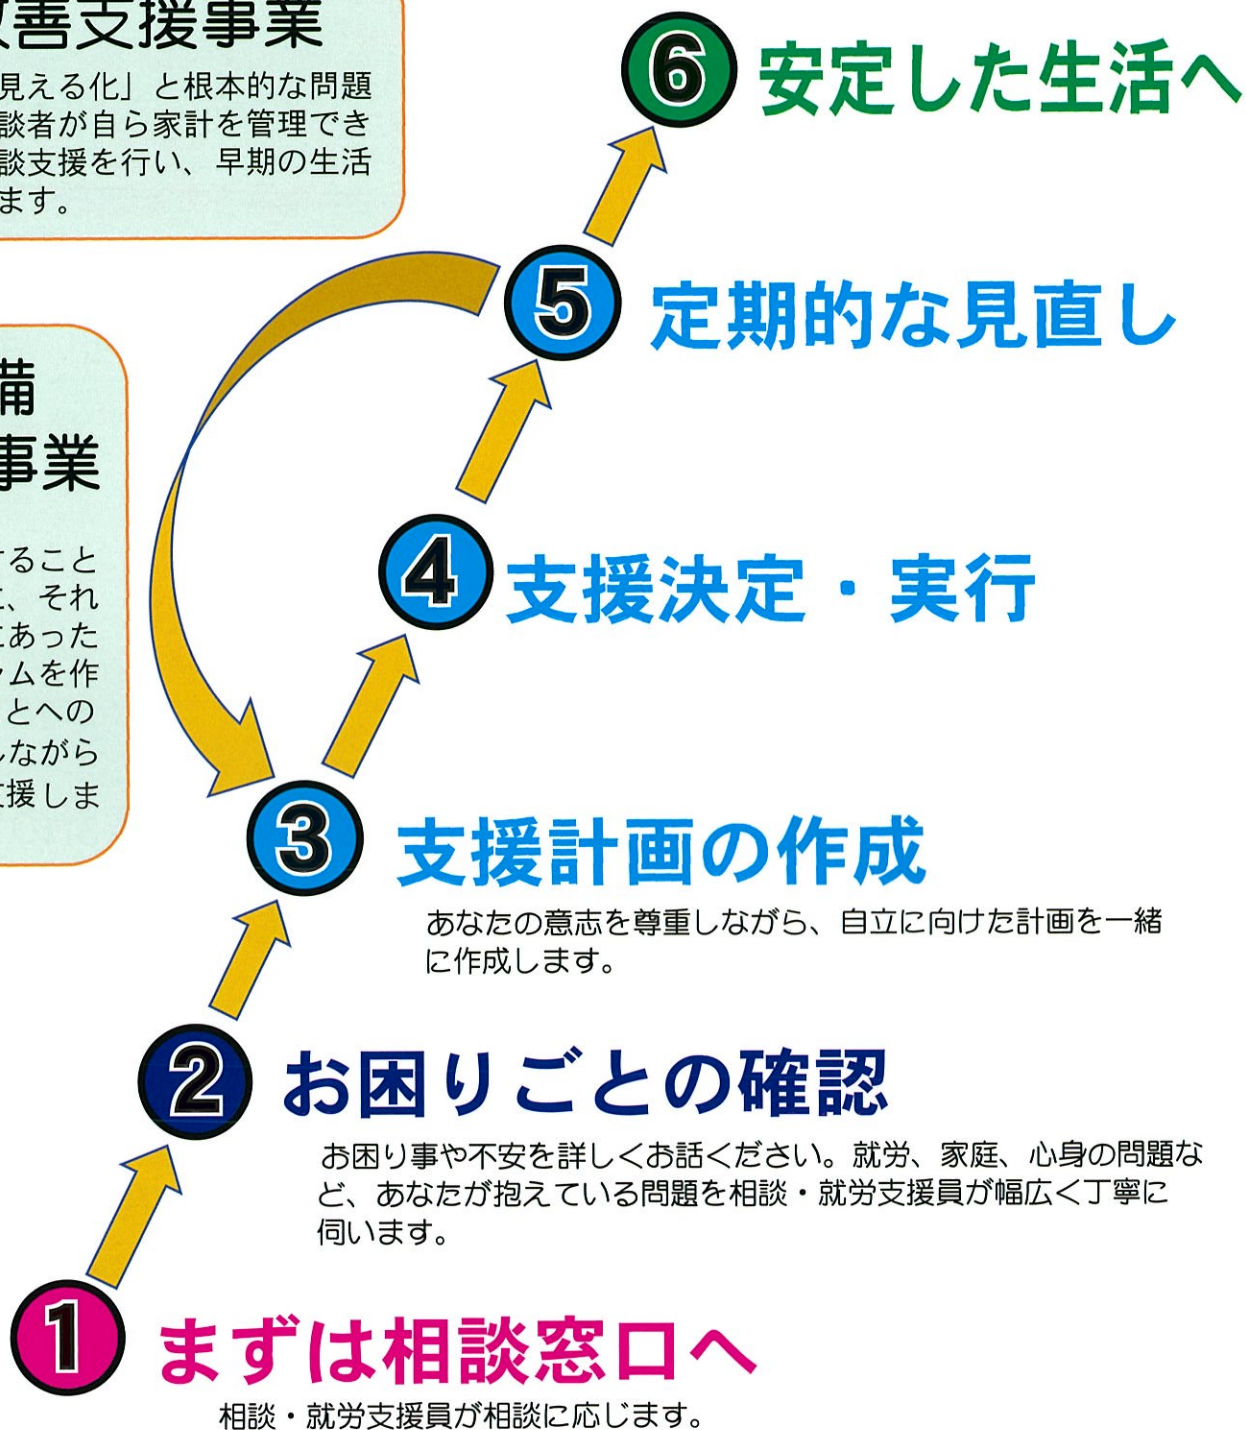 改善支援事業
見える化」と根本的な問題
談者が自ら家計を管理でき
談支援を行い、早期の生活
ます。
備
事業
ること
、それ
あった
ムを作
とへの
ながら
支援しま
6 安定した生活へ
5 定期的な見直し
4 支援決定・実行
3 支援計画の作成
あなたの意志を尊重しながら、自立に向けた計画を一緒
に作成します。
2 お困りごとの確認
お困り事や不安を詳しくお話ください。就労、家庭、心身の問題な
ど、あなたが抱えている問題を相談・就労支援員が幅広く丁寧に
伺います。
1 まずは相談窓口へ
相談・就労支援員が相談に応じます。